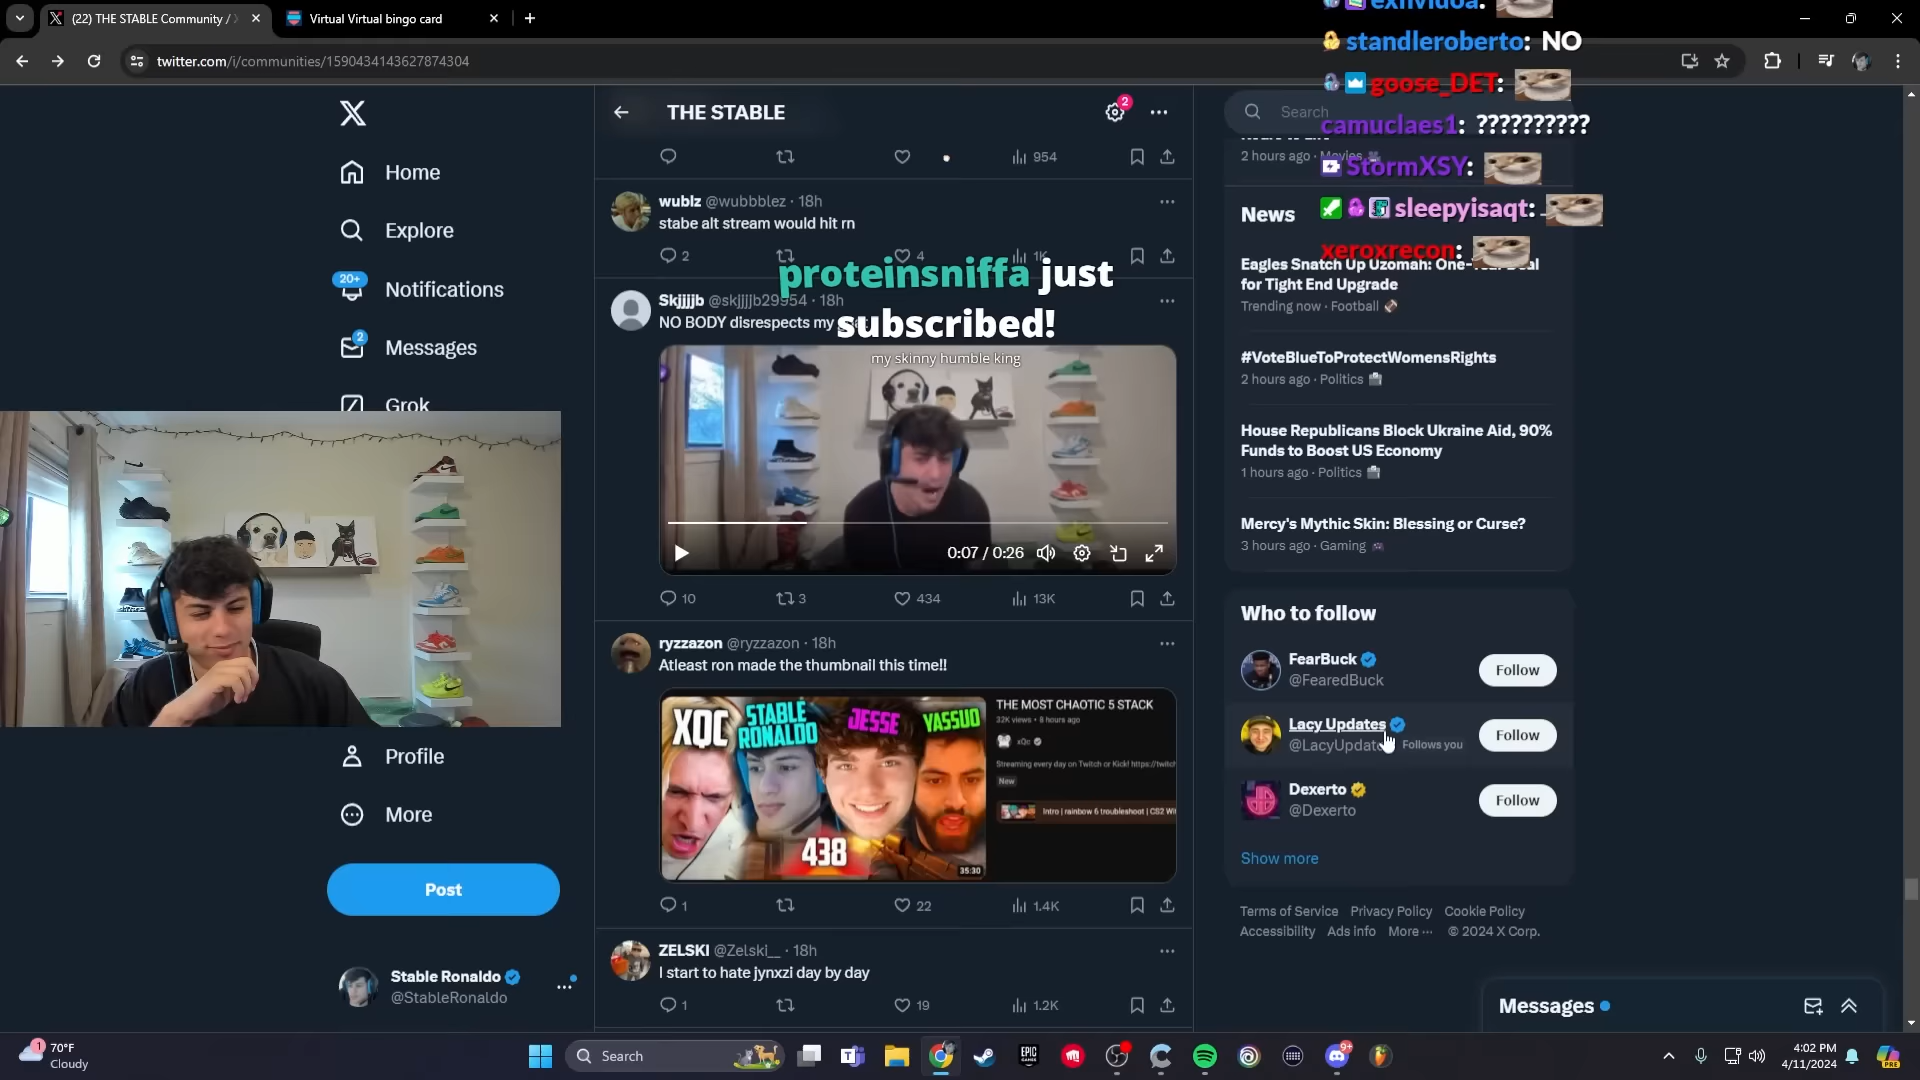 (22) THE STABLE Community /
Virtual Virtual bingo card
twitter.com/i/communities/1590434143627874304
exnvidoa:
standleroberto: NO
goose_DET:
camuclaes1: ??????????
StormXSY:
sleepyisaqt:
xeroxrecon:
Home
Explore
20+
Notifications
2
Messages
Grok
Profile
More
Post
Stable Ronaldo
@StableRonaldo
THE STABLE
2
954
wublz @wubbblez · 18h
stabe alt stream would hit rn
2
4
1K
proteinsniffa just
subscribed!
my skinny humble king
Skjjjjb @skjjjjb29954 · 18h
NO BODY disrespects my
0:07 / 0:26
10
3
434
13K
ryzzazon @ryzzazon · 18h
Atleast ron made the thumbnail this time!!
XQC
STABLE
RONALDO
JESSE
YASSUO
438
35:30
THE MOST CHAOTIC 5 STACK
32K views • 8 hours ago
xQc
Streaming every day on Twitch or Kick! https://twitc
New
Intro | rainbow 6 troubleshoot | CS2 Wi
1
22
1.4K
ZELSKI @Zelski__ · 18h
I start to hate jynxzi day by day
1
19
1.2K
Search
2 hours ago · Movies
News
Eagles Snatch Up Uzomah: One-Year Deal
for Tight End Upgrade
Trending now · Football
#VoteBlueToProtectWomensRights
2 hours ago · Politics
House Republicans Block Ukraine Aid, 90%
Funds to Boost US Economy
1 hours ago · Politics
Mercy's Mythic Skin: Blessing or Curse?
3 hours ago · Gaming
Who to follow
FearBuck
@FearedBuck
Follow
Lacy Updates
Follows you
Follow
Dexerto
@Dexerto
Follow
Show more
Terms of Service Privacy Policy Cookie Policy
Accessibility Ads info More ··· © 2024 X Corp.
Messages
1
70°F
Cloudy
Search
EPIC
9+
4:02 PM
4/11/2024
PRE